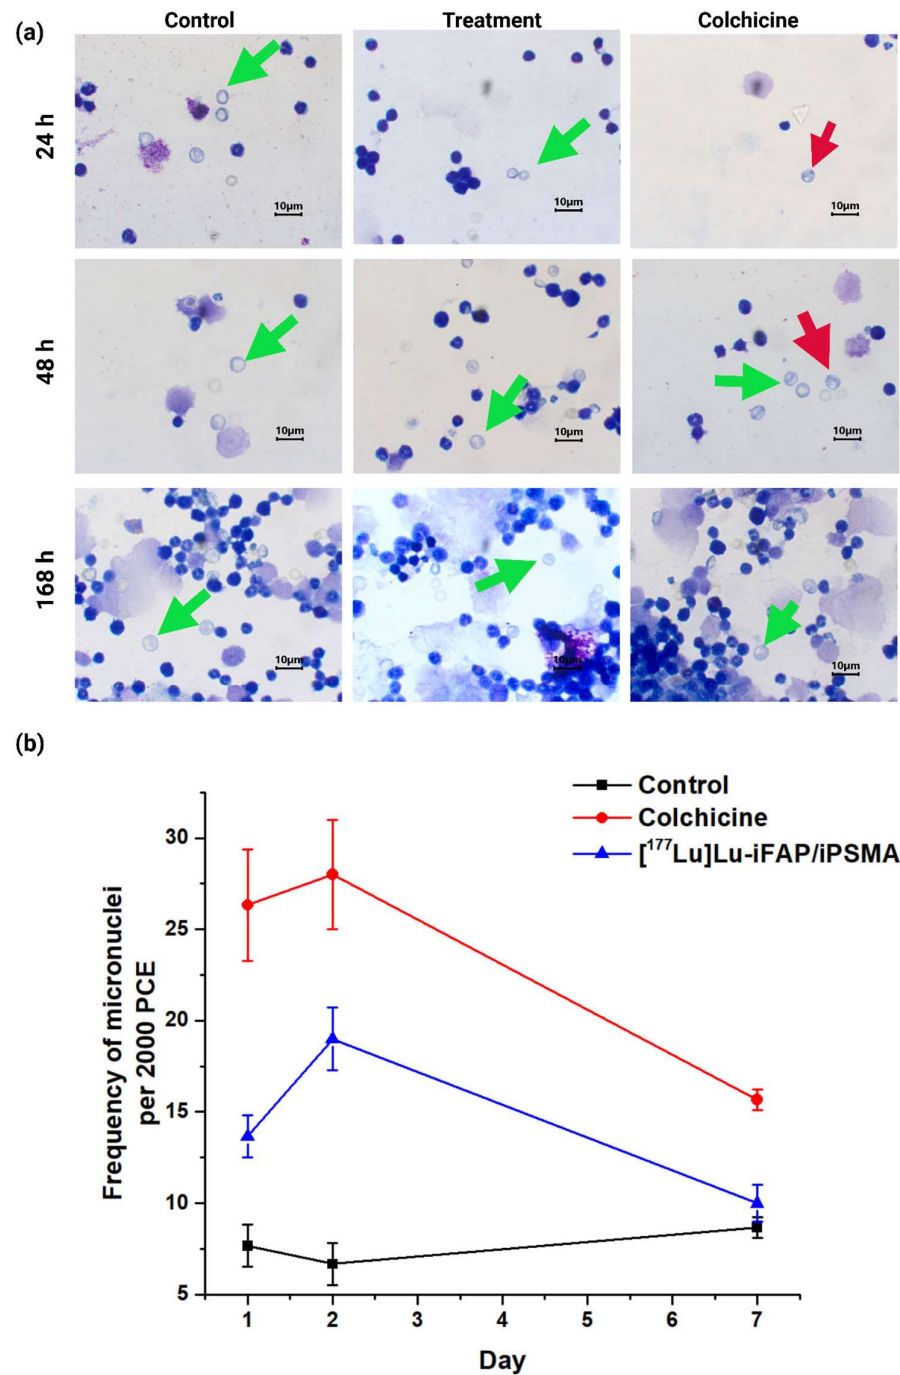 (a)
Control Treatment Colchicine
24 h
10µm 10µm 10µm
48 h
10µm 10µm 10µm
168 h
10µm 10µm 10µm
(b)
Control
Colchicine
[¹⁷⁷Lu]Lu-iFAP/iPSMA
Frequency of micronuclei
per 2000 PCE
30
25
20
15
10
5
1 2 3 4 5 6 7
Day